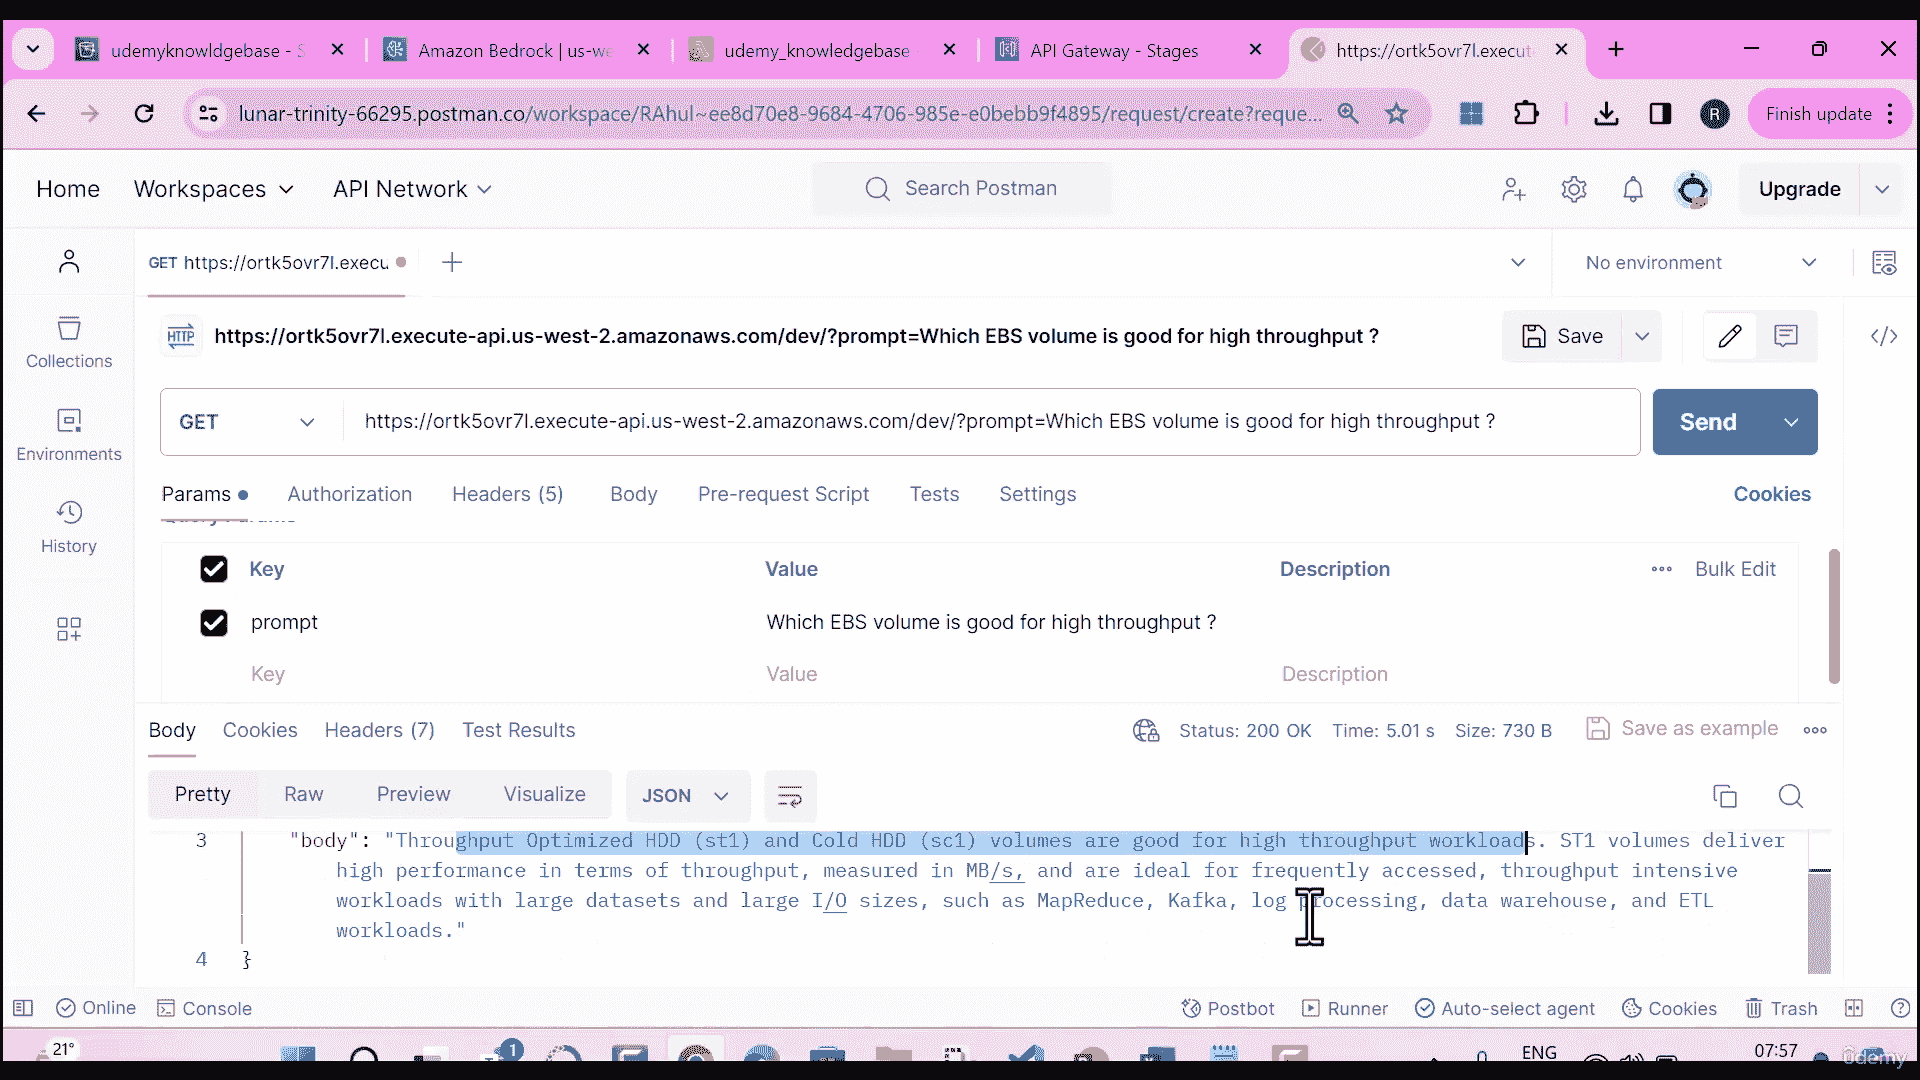 udemyknowldgebase - S
Amazon Bedrock | us-we
udemy_knowledgebase
API Gateway - Stages
https://ortk5ovr7l.execut
lunar-trinity-66295.postman.co/workspace/RAhul~ee8d70e8-9684-4706-985e-e0bebb9f4895/request/create?reque...
R
Finish update
Home
Workspaces
API Network
Search Postman
Upgrade
GET https://ortk5ovr7l.execu
No environment
HTTP
https://ortk5ovr7l.execute-api.us-west-2.amazonaws.com/dev/?prompt=Which EBS volume is good for high throughput ?
Save
Collections
GET
https://ortk5ovr7l.execute-api.us-west-2.amazonaws.com/dev/?prompt=Which EBS volume is good for high throughput ?
Send
Environments
Params
Authorization
Headers (5)
Body
Pre-request Script
Tests
Settings
Cookies
History
Query Params
Key
Value
Description
Bulk Edit
prompt
Which EBS volume is good for high throughput ?
Key
Value
Description
Body
Cookies
Headers (7)
Test Results
Status: 200 OK
Time: 5.01 s
Size: 730 B
Save as example
Pretty
Raw
Preview
Visualize
JSON
3 "body": "Throughput Optimized HDD (st1) and Cold HDD (sc1) volumes are good for high throughput workloads. ST1 volumes deliver
high performance in terms of throughput, measured in MB/s, and are ideal for frequently accessed, throughput intensive
workloads with large datasets and large I/O sizes, such as MapReduce, Kafka, log processing, data warehouse, and ETL
workloads."
4 }
Online
Console
Postbot
Runner
Auto-select agent
Cookies
Trash
21°
1
ENG
07:57
udemy